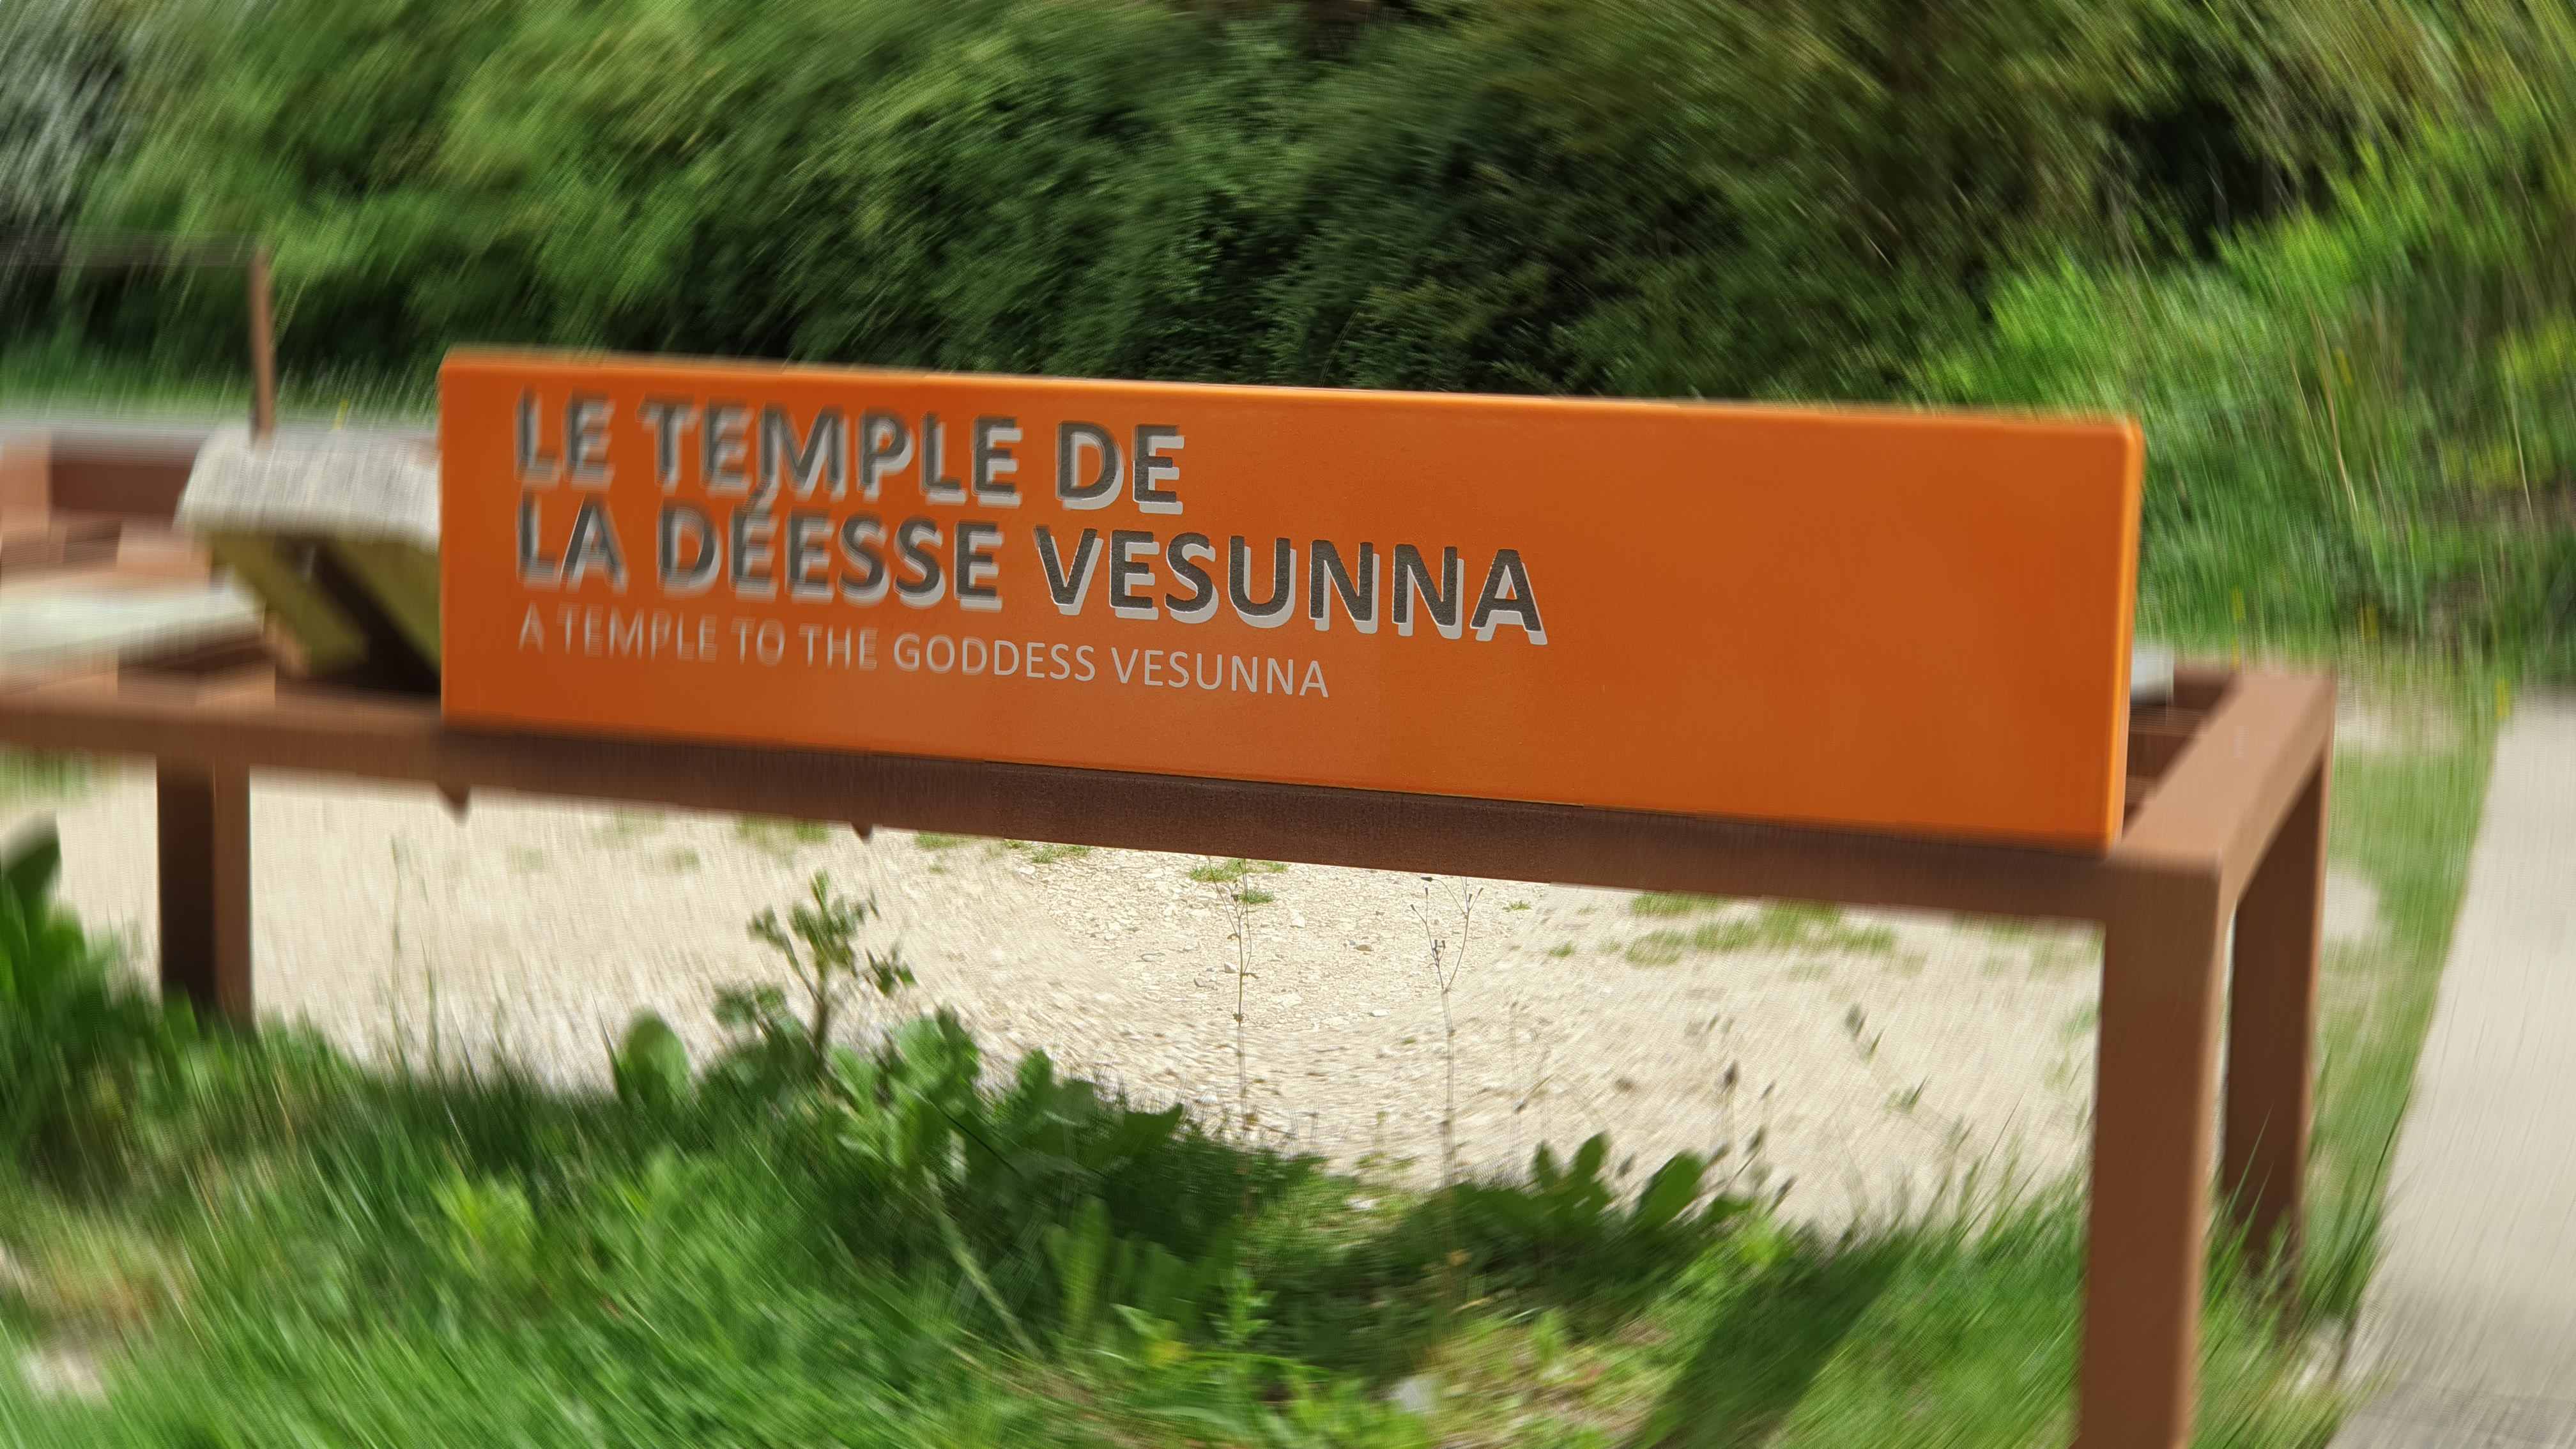 LE TEMPLE DE
LA DÉESSE VESUNNA
A TEMPLE TO THE GODDESS VESUNNA